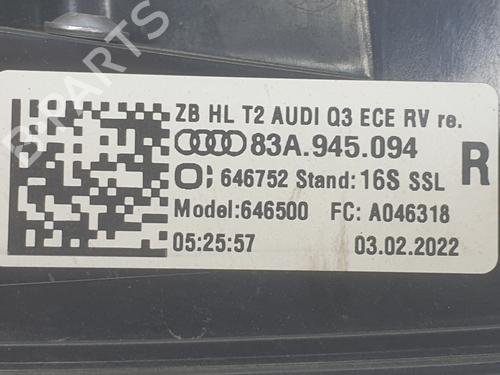 ZB HL T2 AUDI Q3 ECE RV re.
83A.945.094
R
646752 Stand: 16S SSL
Model:646500 FC: A046318
05:25:57 03.02.2022